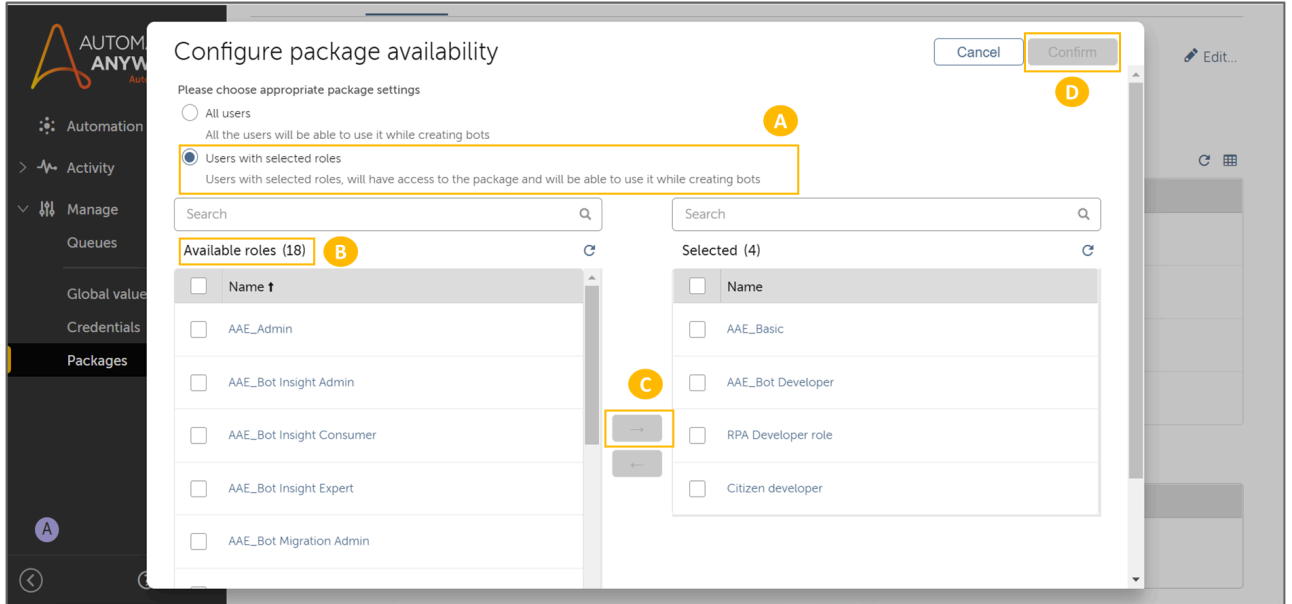 AUTOM
ANYW
Auto
Automation
Activity
Manage
Queues
Global value
Credentials
Packages
A
Configure package availability
Cancel
Confirm
D
Please choose appropriate package settings
All users
All the users will be able to use it while creating bots
A
Users with selected roles
Users with selected roles, will have access to the package and will be able to use it while creating bots
Search
Search
Available roles (18)
B
Selected (4)
Name ↑
Name
AAE_Admin
AAE_Basic
AAE_Bot Insight Admin
C
AAE_Bot Developer
AAE_Bot Insight Consumer
→
RPA Developer role
←
AAE_Bot Insight Expert
Citizen developer
AAE_Bot Migration Admin
Edit...